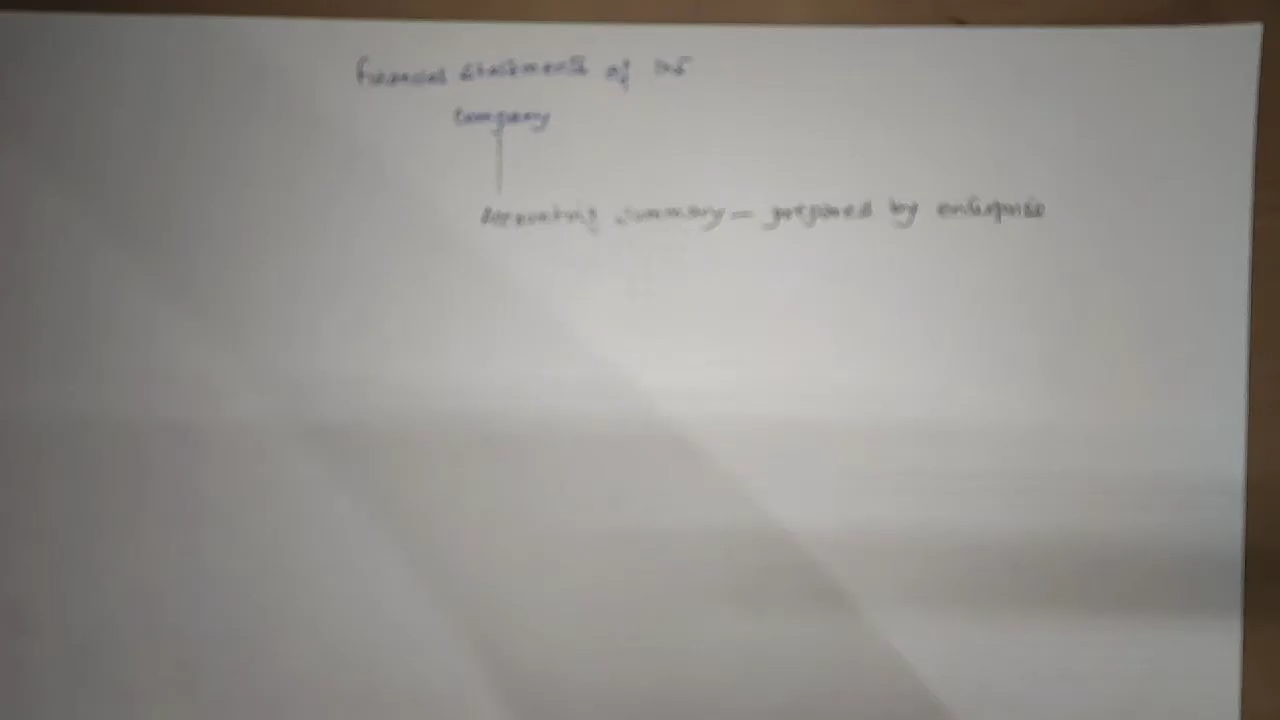 Financial Statements of
Company
Accounting Summary – prepared by enterprise